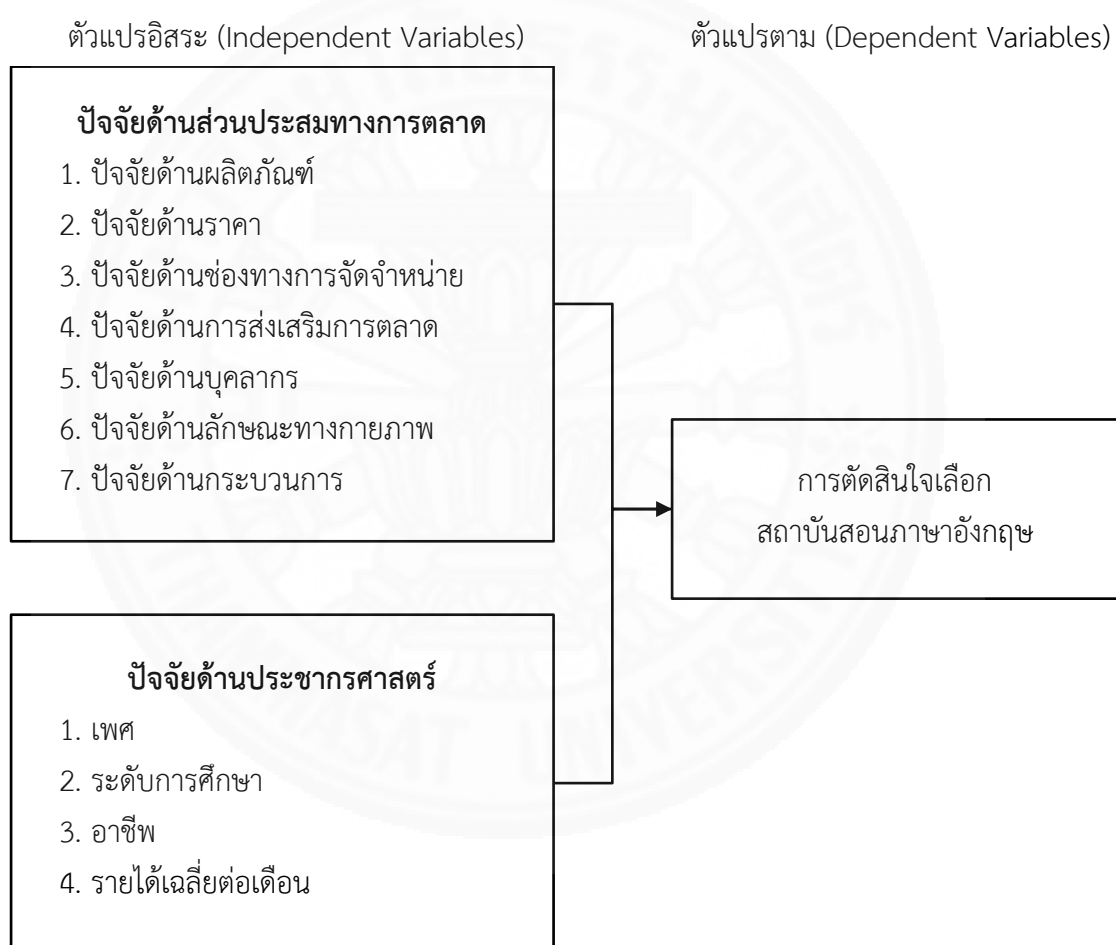 ตัวแปรอิสระ (Independent Variables)
ตัวแปรตาม (Dependent Variables)
ปัจจัยด้านส่วนประสมทางการตลาด
1. ปัจจัยด้านผลิตภัณฑ์
2. ปัจจัยด้านราคา
3. ปัจจัยด้านช่องทางการจัดจำหน่าย
4. ปัจจัยด้านการส่งเสริมการตลาด
5. ปัจจัยด้านบุคลากร
6. ปัจจัยด้านลักษณะทางกายภาพ
7. ปัจจัยด้านกระบวนการ
การตัดสินใจเลือก
สถาบันสอนภาษาอังกฤษ
ปัจจัยด้านประชากรศาสตร์
1. เพศ
2. ระดับการศึกษา
3. อาชีพ
4. รายได้เฉลี่ยต่อเดือน
THAMMASAT UNIVERSITY